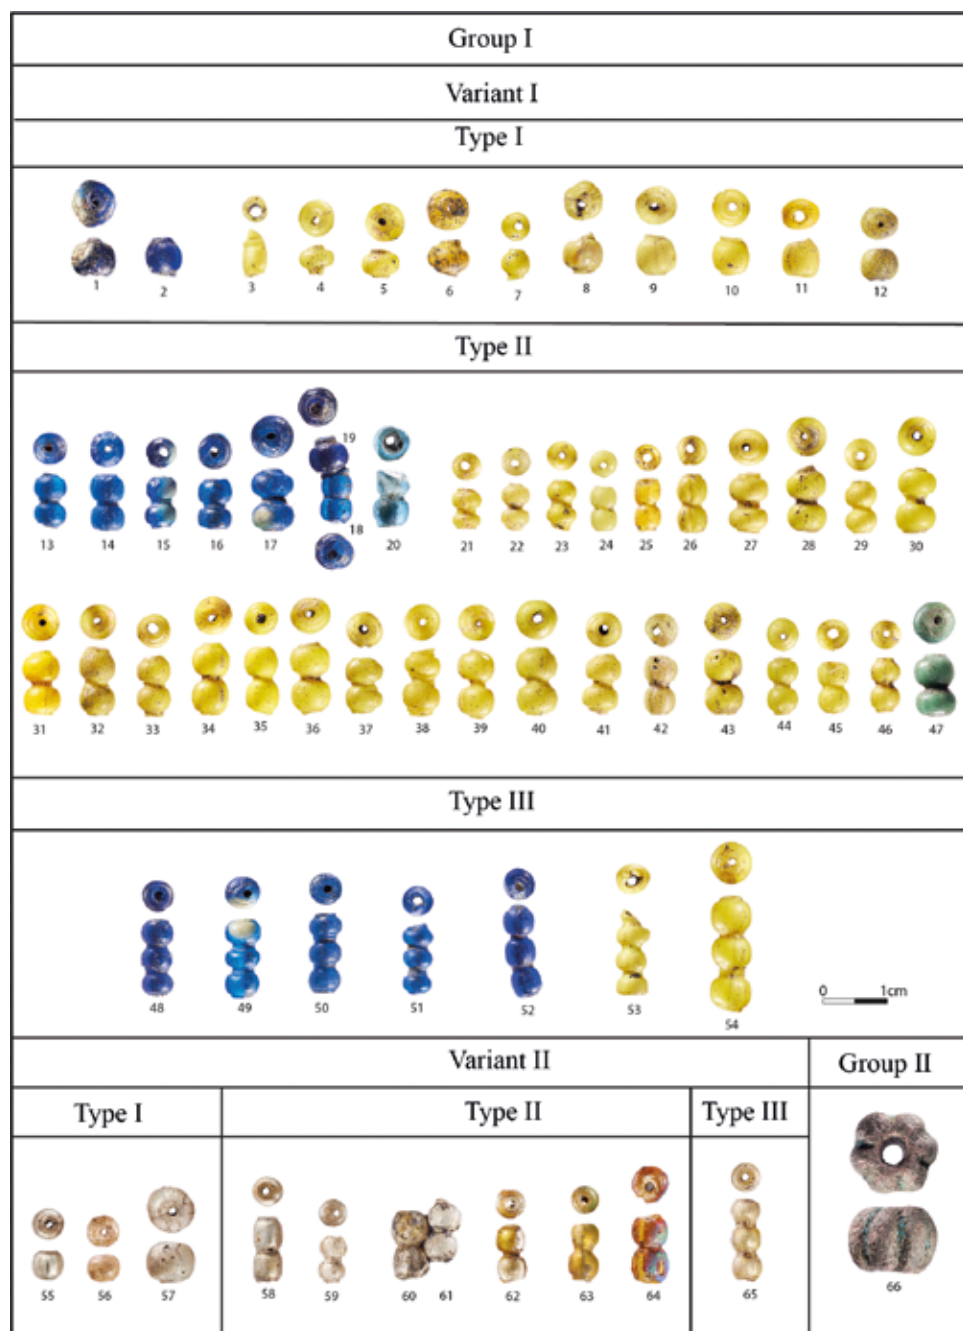 Group I
Variant I
Type I
1 2 3 4 5 6 7 8 9 10 11 12
Type II
19
13 14 15 16 17 18 20 21 22 23 24 25 26 27 28 29 30
31 32 33 34 35 36 37 38 39 40 41 42 43 44 45 46 47
Type III
0 1cm
48 49 50 51 52 53 54
Variant II
Group II
Type I Type II Type III
55 56 57 58 59 60 61 62 63 64 65 66